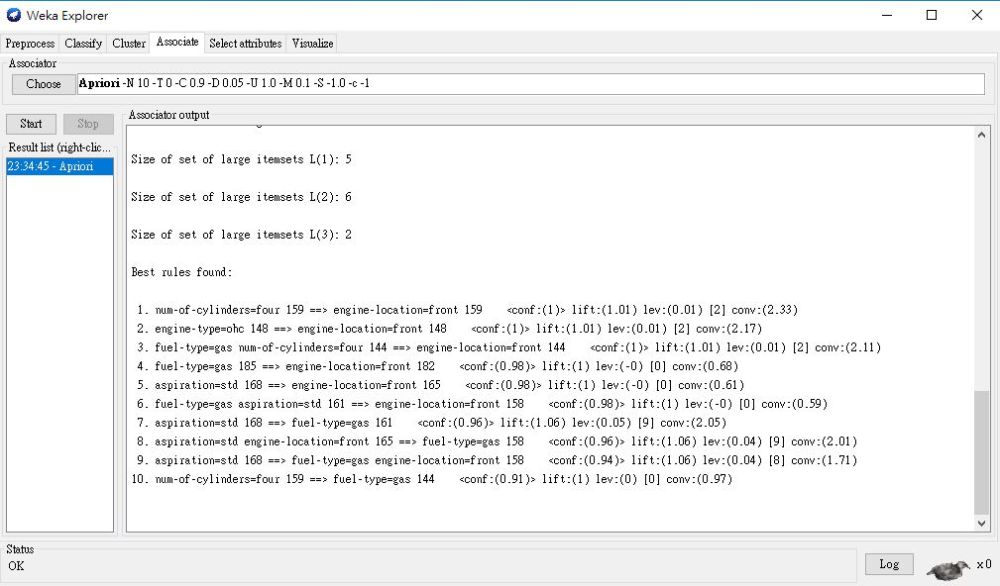 Weka Explorer
Preprocess Classify Cluster Associate Select attributes Visualize
Associator
Choose Apriori -N 10 -T 0 -C 0.9 -D 0.05 -U 1.0 -M 0.1 -S -1.0 -c -1
Start Stop
Result list (right-clic...
23:34:45 - Apriori
Associator output
Size of set of large itemsets L(1): 5
Size of set of large itemsets L(2): 6
Size of set of large itemsets L(3): 2
Best rules found:
1. num-of-cylinders=four 159 ==> engine-location=front 159 <conf:(1)> lift:(1.01) lev:(0.01) [2] conv:(2.33)
2. engine-type=ohc 148 ==> engine-location=front 148 <conf:(1)> lift:(1.01) lev:(0.01) [2] conv:(2.17)
3. fuel-type=gas num-of-cylinders=four 144 ==> engine-location=front 144 <conf:(1)> lift:(1.01) lev:(0.01) [2] conv:(2.11)
4. fuel-type=gas 185 ==> engine-location=front 182 <conf:(0.98)> lift:(1) lev:(-0) [0] conv:(0.68)
5. aspiration=std 168 ==> engine-location=front 165 <conf:(0.98)> lift:(1) lev:(-0) [0] conv:(0.61)
6. fuel-type=gas aspiration=std 161 ==> engine-location=front 158 <conf:(0.98)> lift:(1) lev:(-0) [0] conv:(0.59)
7. aspiration=std 168 ==> fuel-type=gas 161 <conf:(0.96)> lift:(1.06) lev:(0.05) [9] conv:(2.05)
8. aspiration=std engine-location=front 165 ==> fuel-type=gas 158 <conf:(0.96)> lift:(1.06) lev:(0.04) [9] conv:(2.01)
9. aspiration=std 168 ==> fuel-type=gas engine-location=front 158 <conf:(0.94)> lift:(1.06) lev:(0.04) [8] conv:(1.71)
10. num-of-cylinders=four 159 ==> fuel-type=gas 144 <conf:(0.91)> lift:(1) lev:(0) [0] conv:(0.97)
Status
OK
Log
x 0